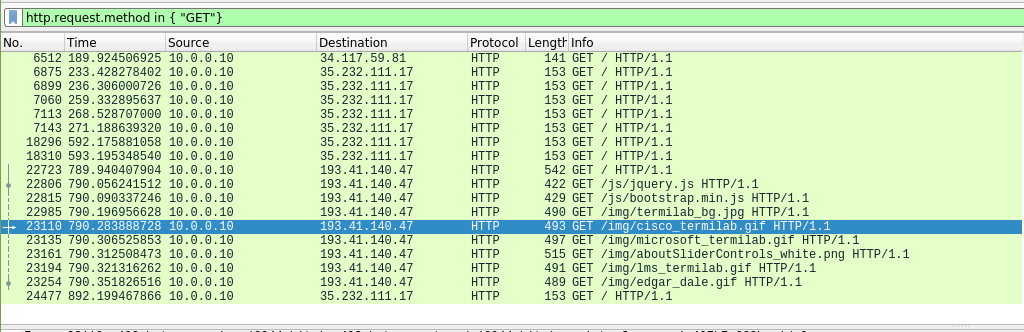 http.request.method in { "GET"}
No. Time Source Destination Protocol Length Info
6512 189.924506925 10.0.0.10 34.117.59.81 HTTP 141 GET / HTTP/1.1
6875 233.428278402 10.0.0.10 35.232.111.17 HTTP 153 GET / HTTP/1.1
6899 236.306000726 10.0.0.10 35.232.111.17 HTTP 153 GET / HTTP/1.1
7060 259.332895637 10.0.0.10 35.232.111.17 HTTP 153 GET / HTTP/1.1
7113 268.528707000 10.0.0.10 35.232.111.17 HTTP 153 GET / HTTP/1.1
7143 271.188639320 10.0.0.10 35.232.111.17 HTTP 153 GET / HTTP/1.1
18296 592.175881058 10.0.0.10 35.232.111.17 HTTP 153 GET / HTTP/1.1
18310 593.195348540 10.0.0.10 35.232.111.17 HTTP 153 GET / HTTP/1.1
22723 789.940407904 10.0.0.10 193.41.140.47 HTTP 542 GET / HTTP/1.1
22806 790.056241512 10.0.0.10 193.41.140.47 HTTP 422 GET /js/jquery.js HTTP/1.1
22815 790.090337246 10.0.0.10 193.41.140.47 HTTP 429 GET /js/bootstrap.min.js HTTP/1.1
22985 790.196956628 10.0.0.10 193.41.140.47 HTTP 490 GET /img/termilab_bg.jpg HTTP/1.1
23110 790.283888728 10.0.0.10 193.41.140.47 HTTP 493 GET /img/cisco_termilab.gif HTTP/1.1
23135 790.306525853 10.0.0.10 193.41.140.47 HTTP 497 GET /img/microsoft_termilab.gif HTTP/1.1
23161 790.312508473 10.0.0.10 193.41.140.47 HTTP 515 GET /img/aboutSliderControls_white.png HTTP/1.1
23194 790.321316262 10.0.0.10 193.41.140.47 HTTP 491 GET /img/lms_termilab.gif HTTP/1.1
23254 790.351826516 10.0.0.10 193.41.140.47 HTTP 489 GET /img/edgar_dale.gif HTTP/1.1
24477 892.199467866 10.0.0.10 35.232.111.17 HTTP 153 GET / HTTP/1.1